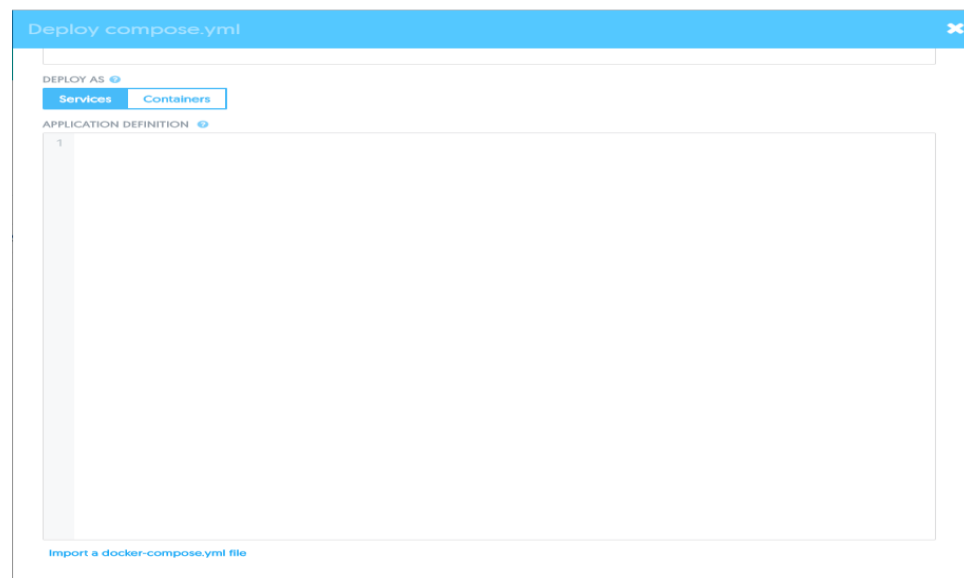 Deploy compose.yml
DEPLOY AS
Services Containers
APPLICATION DEFINITION
1
Import a docker-compose.yml file